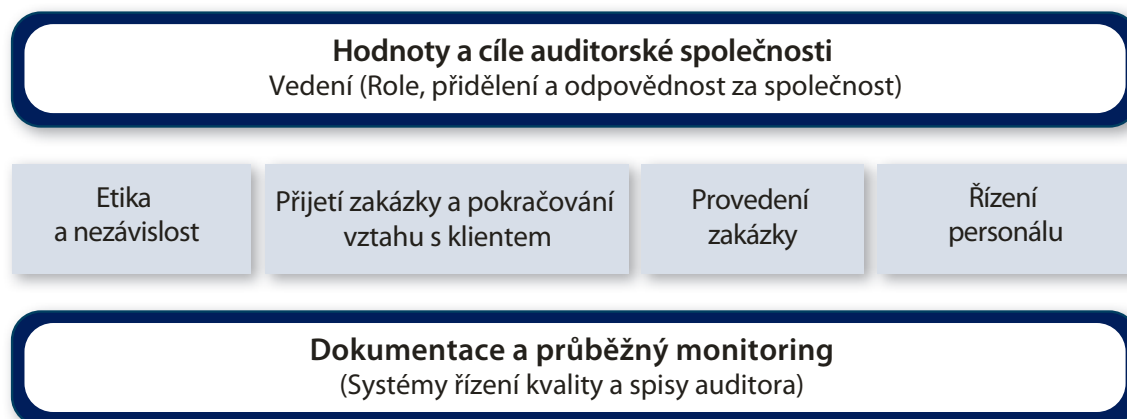 Hodnoty a cíle auditorské společnosti
Vedení (Role, přidělení a odpovědnost za společnost)
Etika
a nezávislost
Přijetí zakázky a pokračování
vztahu s klientem
Provedení
zakázky
Řízení
personálu
Dokumentace a průběžný monitoring
(Systémy řízení kvality a spisy auditora)